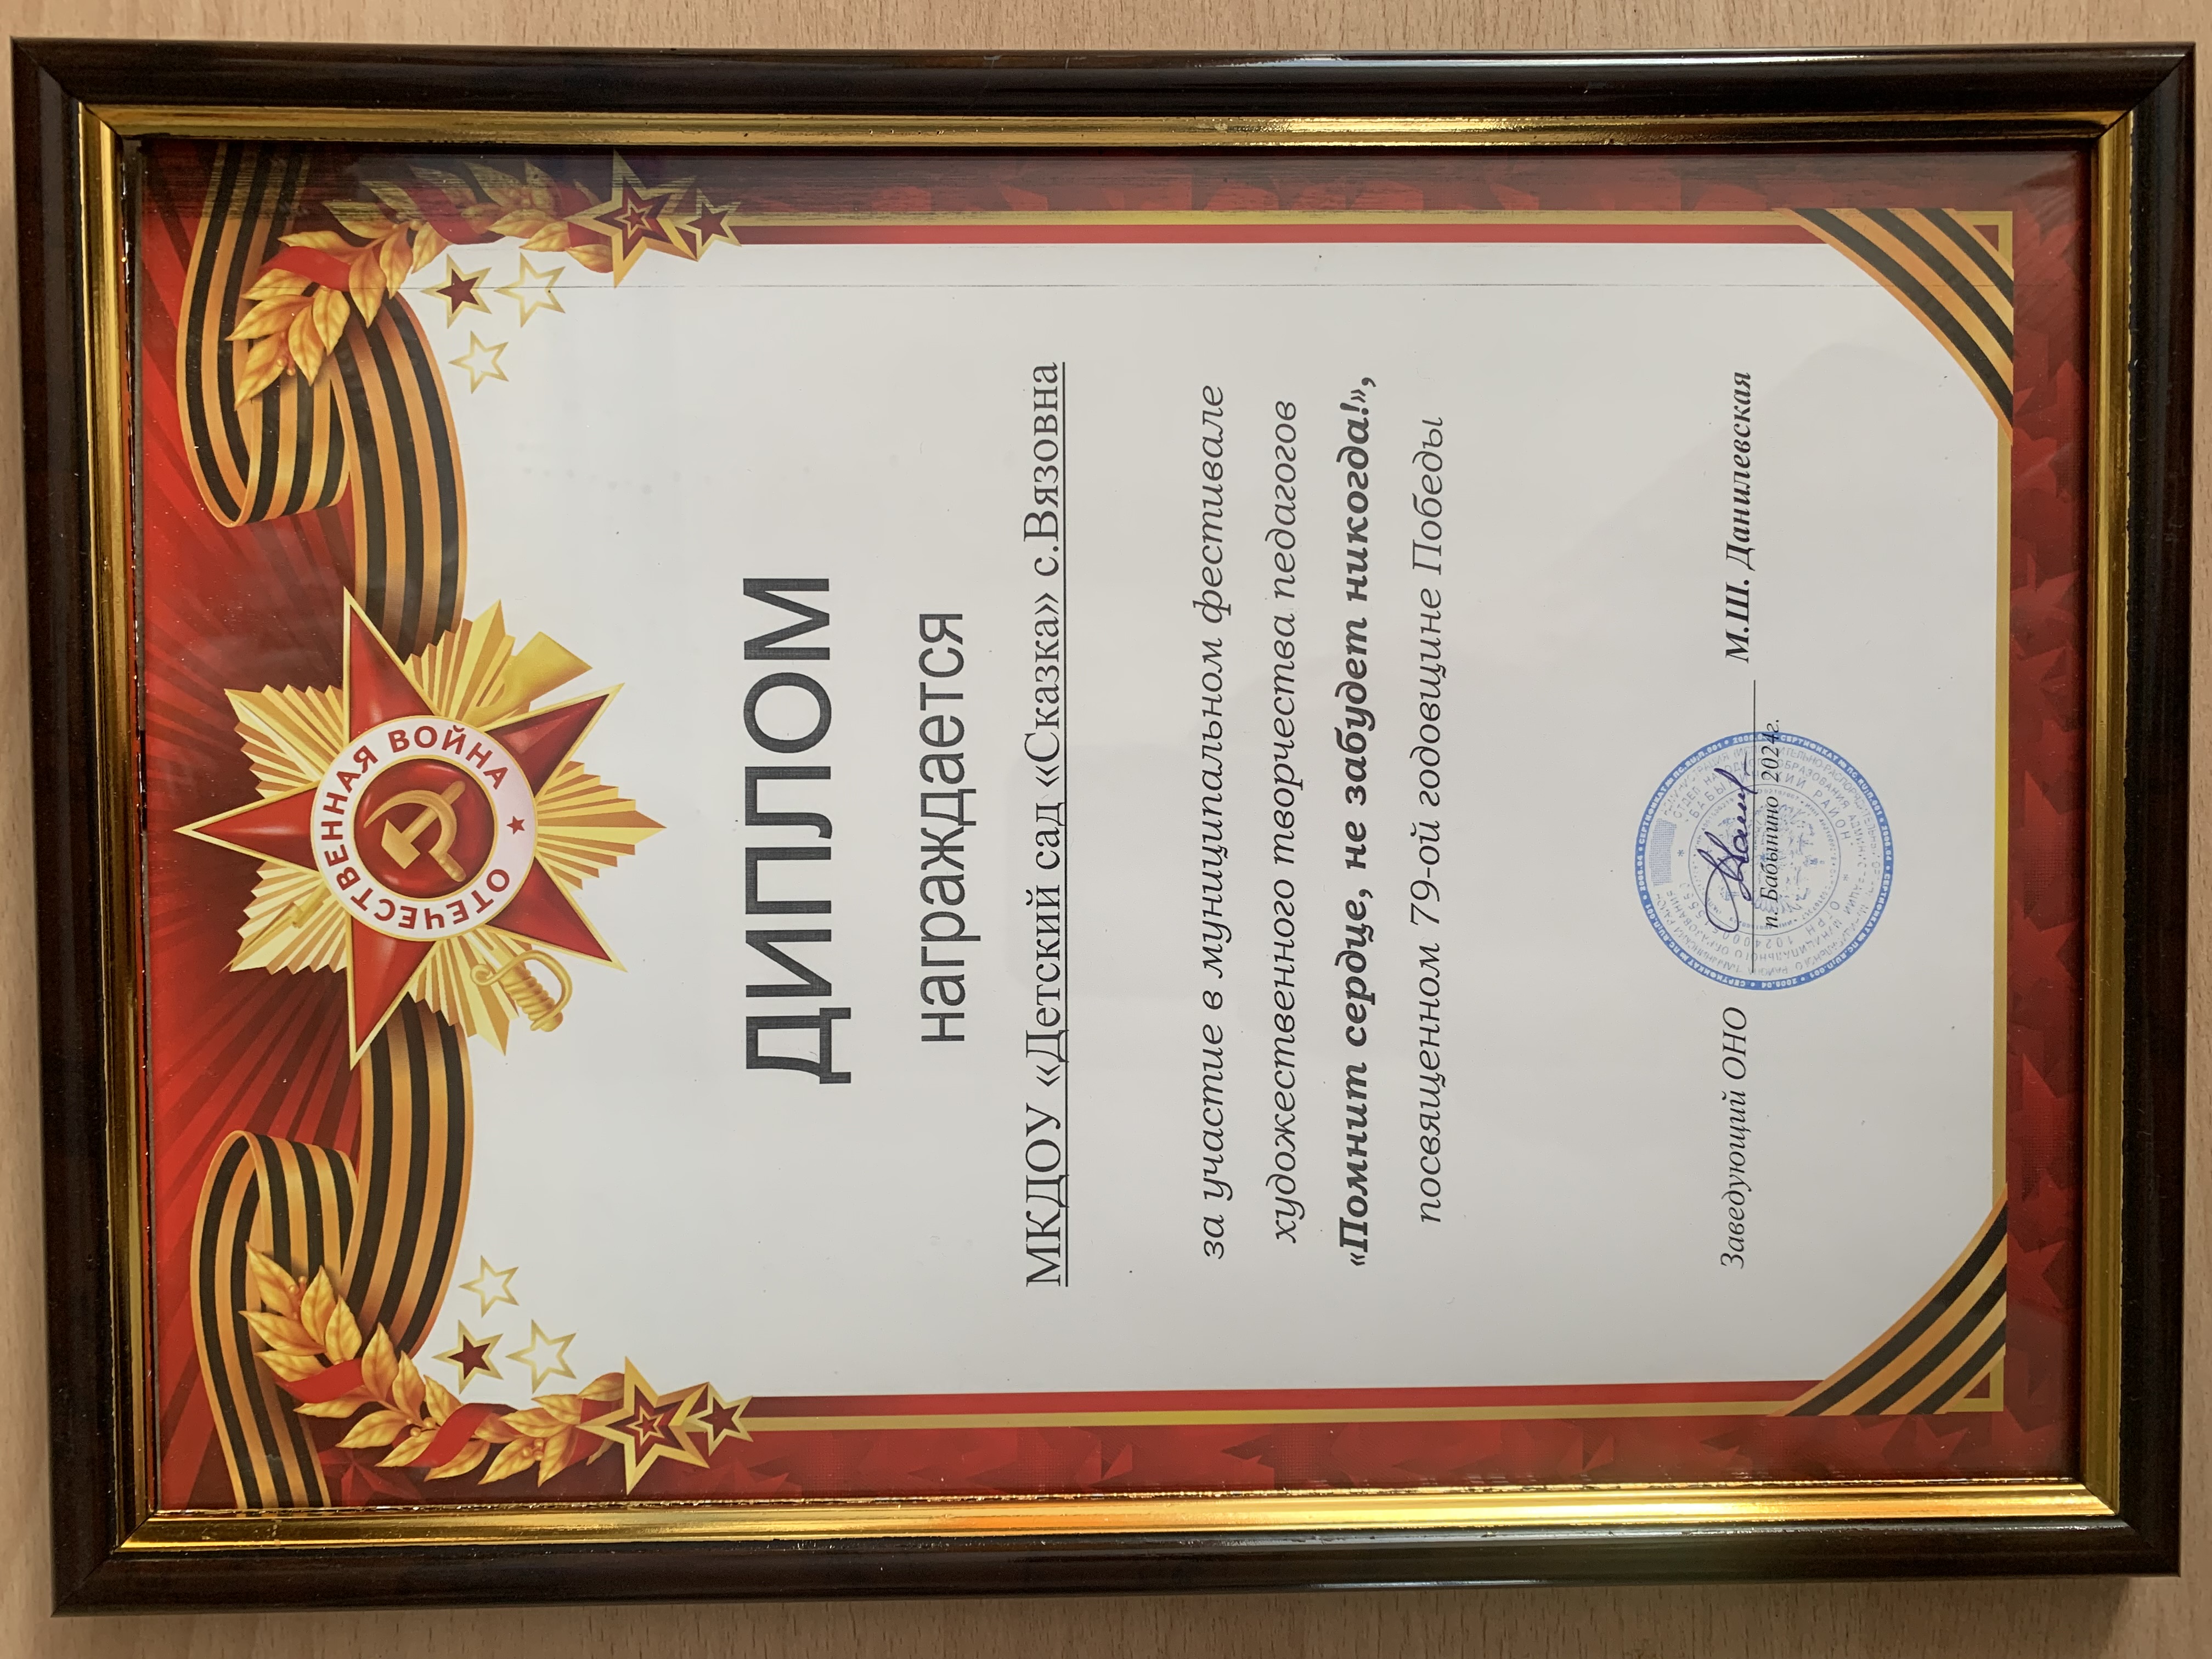 ОТЕЧЕСТВЕННАЯ ВОЙНА
ДИПЛОМ
награждается
МКДОУ «Детский сад «Сказка» с.Вязовна
за участие в муниципальном фестивале
художественного творчества педагогов
«Помнит сердце, не забудет никогда!»,
посвященном 79-ой годовщине Победы
Заведующий ОНО М.Ш. Данилевская
п. Бабынино 2024г.